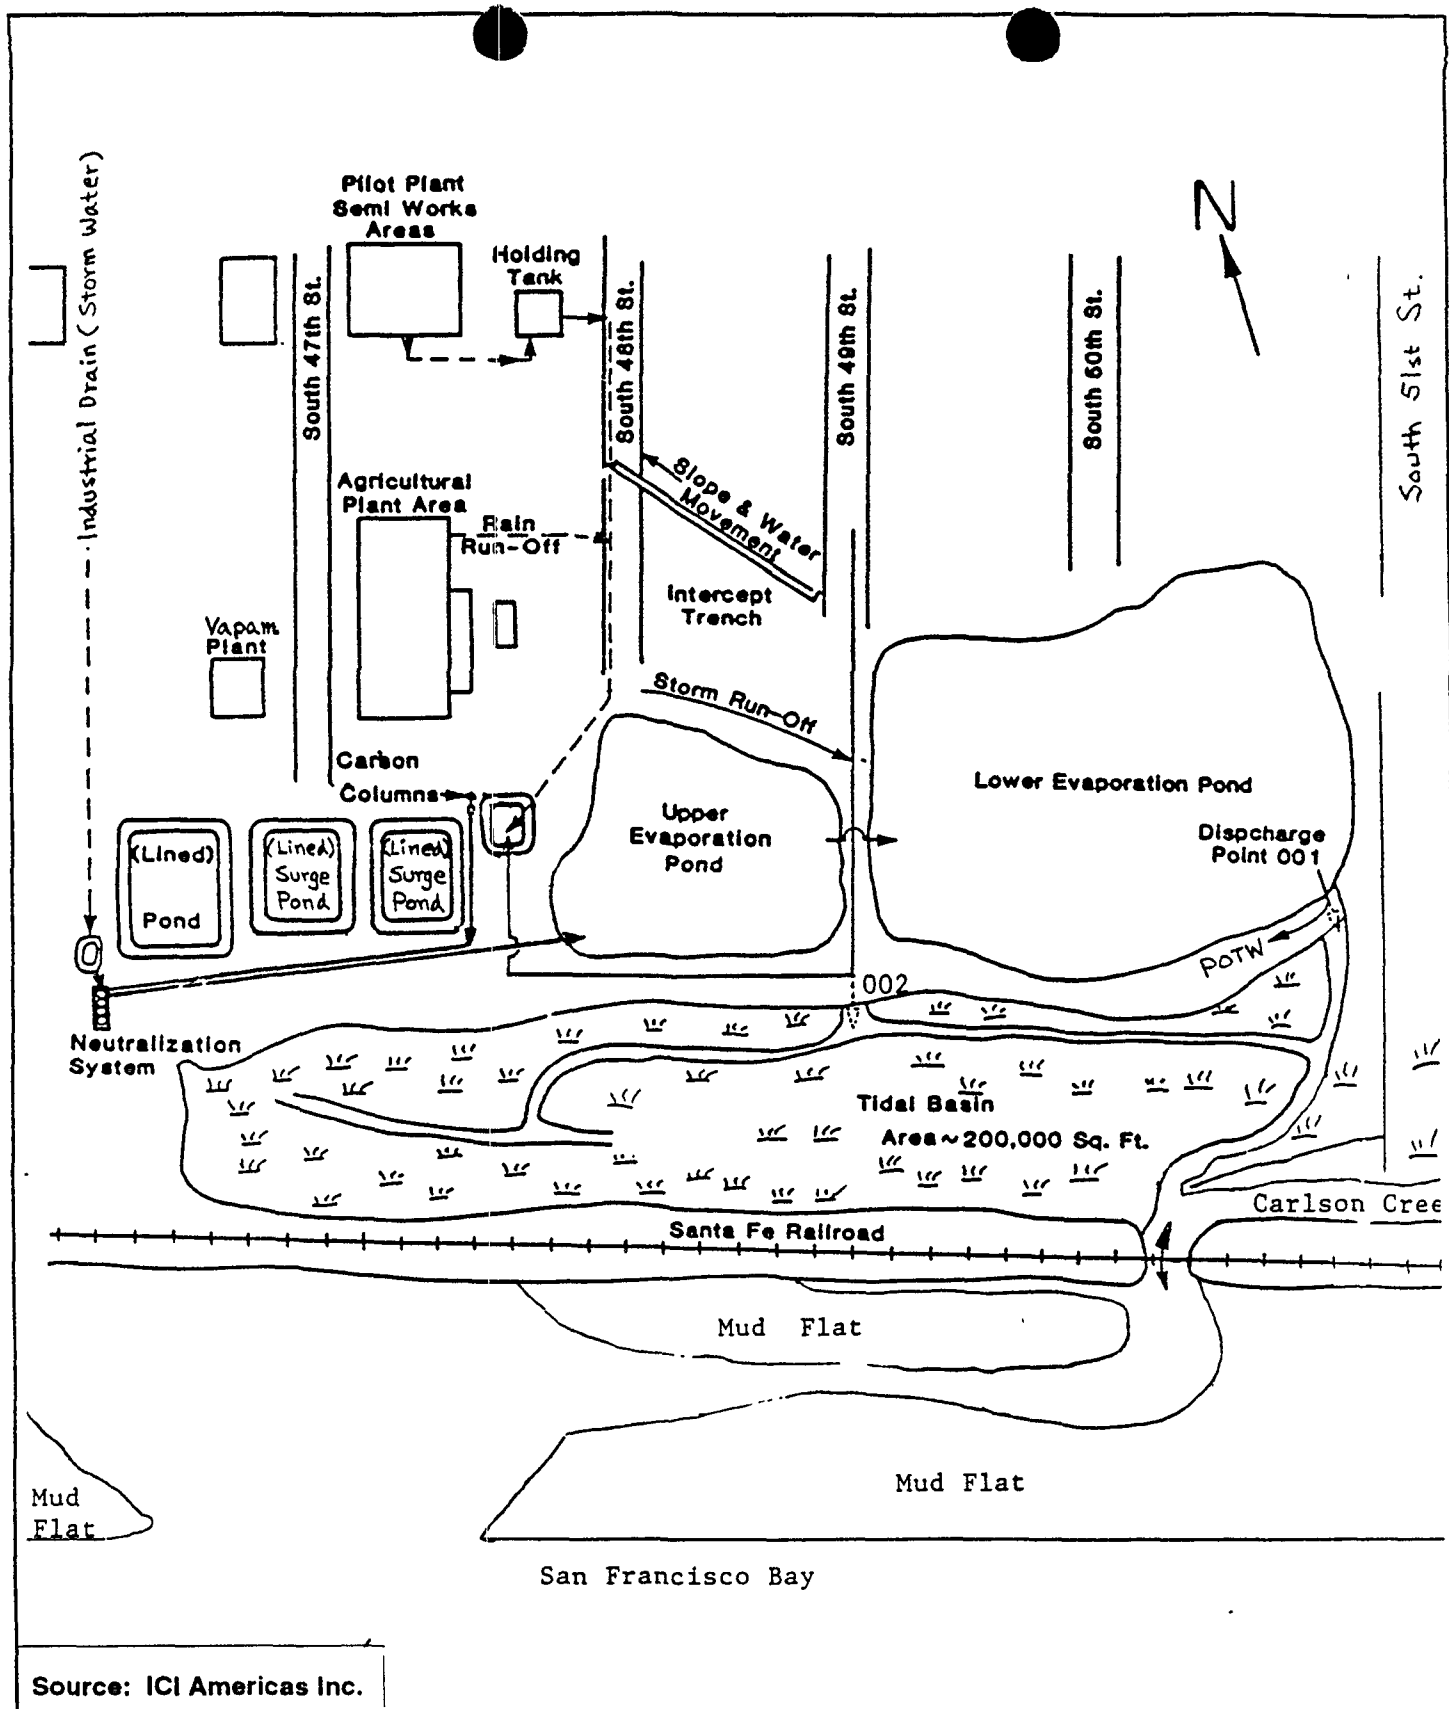 Industrial Drain (Storm Water)
Pilot Plant
Semi Works
Areas
Holding
Tank
N
South 47th St.
South 48th St.
South 49th St.
South 50th St.
South 51st St.
Agricultural
Plant Area
Rain
Run-Off
Slope & Water
Movement
Intercept
Trench
Vapam
Plant
Storm Run-Off
Carbon
Columns
Upper
Evaporation
Pond
Lower Evaporation Pond
Dispcharge
Point 001
(Lined)
Pond
(Lined)
Surge
Pond
(Lined)
Surge
Pond
POTW
002
Neutralization
System
Tidal Basin
Area~200,000 Sq. Ft.
Carlson Cree
Santa Fe Railroad
Mud Flat
Mud Flat
Mud
Flat
San Francisco Bay
Source: ICI Americas Inc.